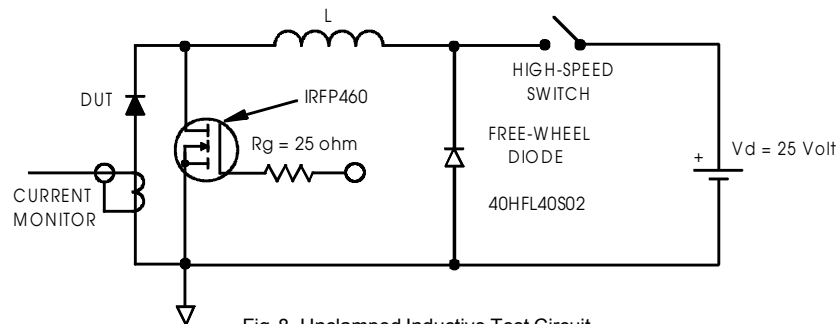 L
HIGH-SPEED
SWITCH
DUT
IRFP460
Rg = 25 ohm
FREE-WHEEL
DIODE
40HFL40S02
+
Vd = 25 Volt
CURRENT
MONITOR
Fig. 8 Unclamped Inductive Test Circuit